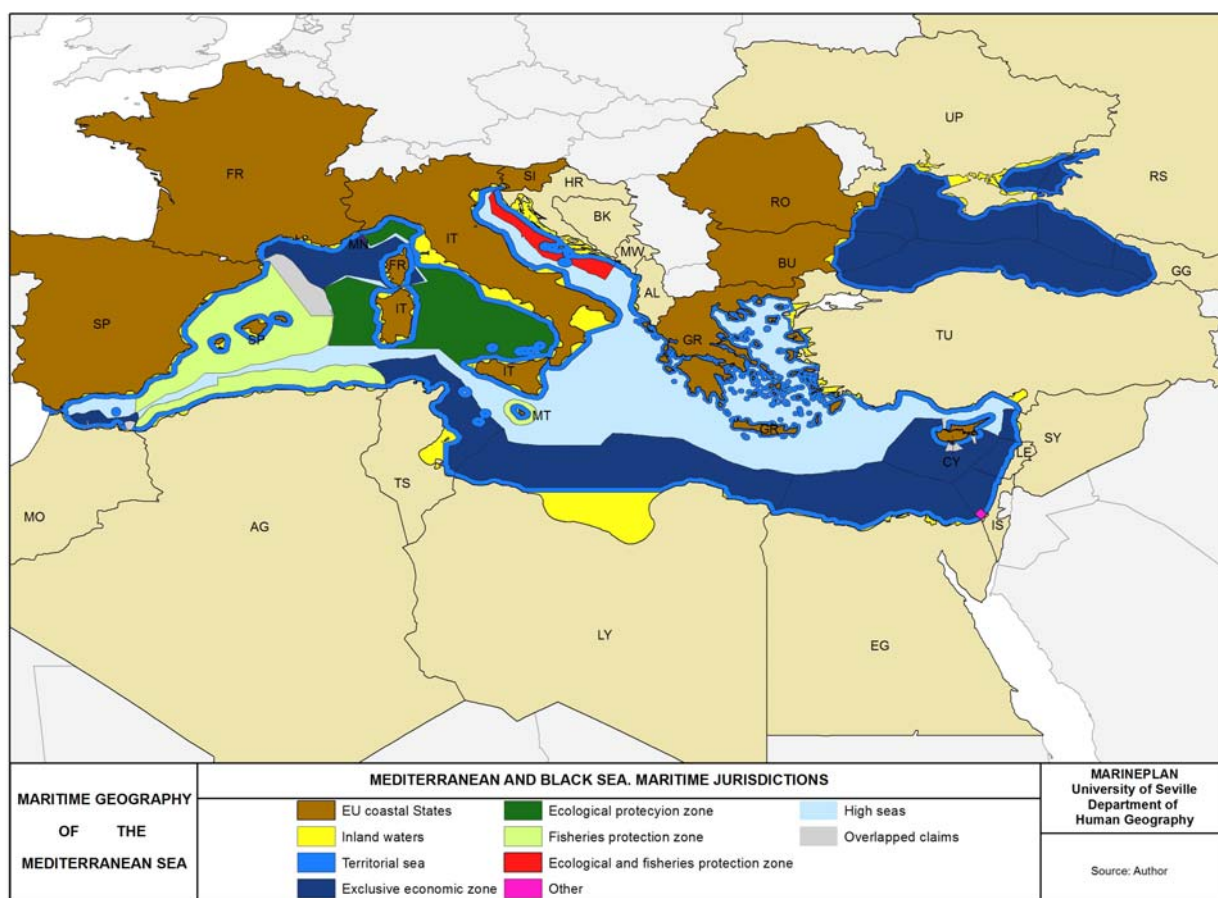 UP
FR
SI
HR
RS
BK
RO
MN
IT
MW
BU
GG
FR
AL
SP
IT
TU
SP
GR
IT
MT
GR
SY
LE
CY
TS
MO
AG
IS
LY
EG
MARITIME GEOGRAPHY
OF THE
MEDITERRANEAN SEA
MEDITERRANEAN AND BLACK SEA. MARITIME JURISDICTIONS
EU coastal States
Inland waters
Territorial sea
Exclusive economic zone
Ecological protecyion zone
Fisheries protection zone
Ecological and fisheries protection zone
Other
High seas
Overlapped claims
MARINEPLAN
University of Seville
Department of
Human Geography
Source: Author